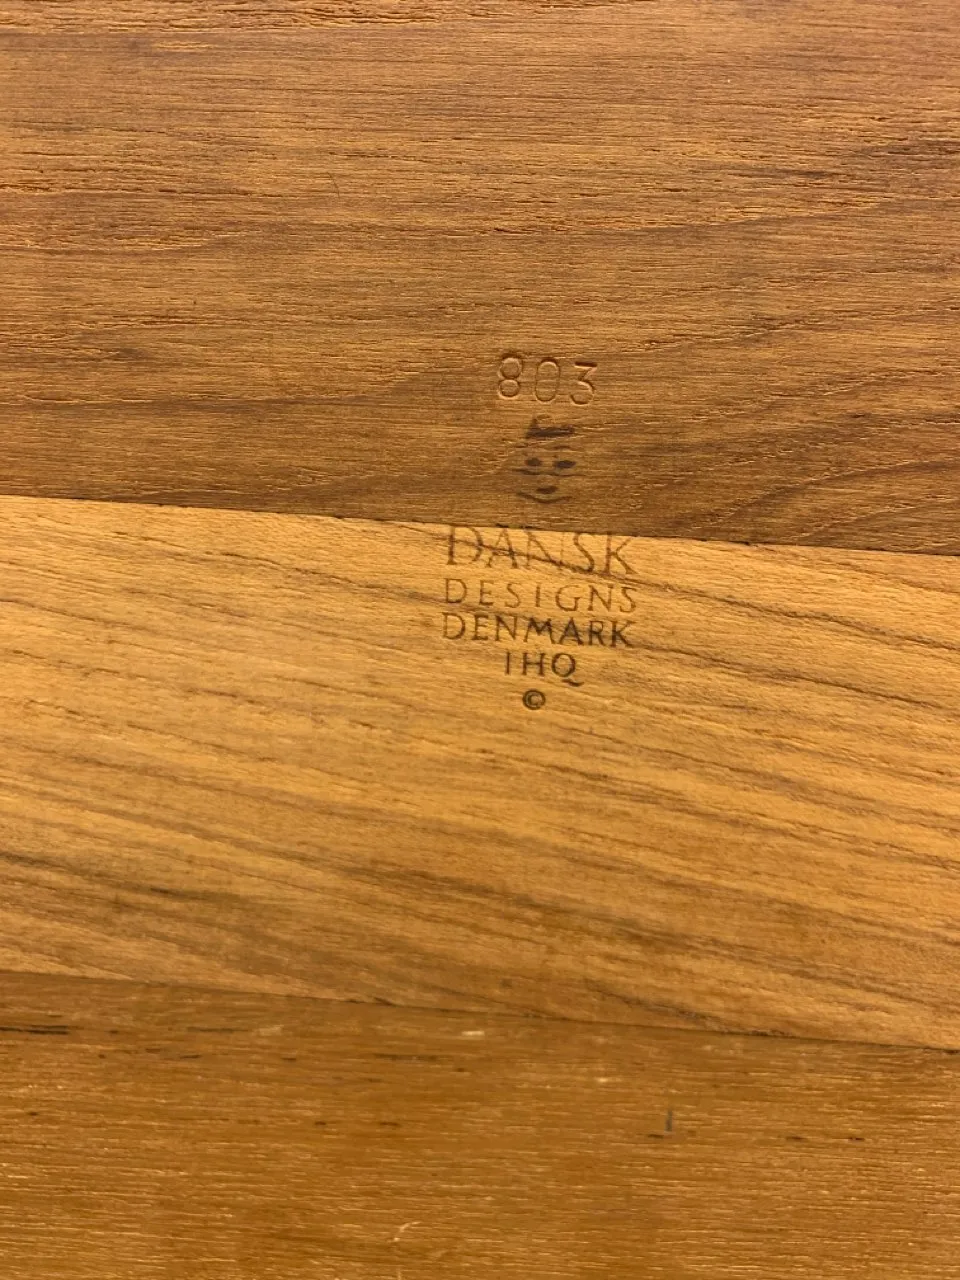 803
DANSK
DESIGNS
DENMARK
IHQ
©